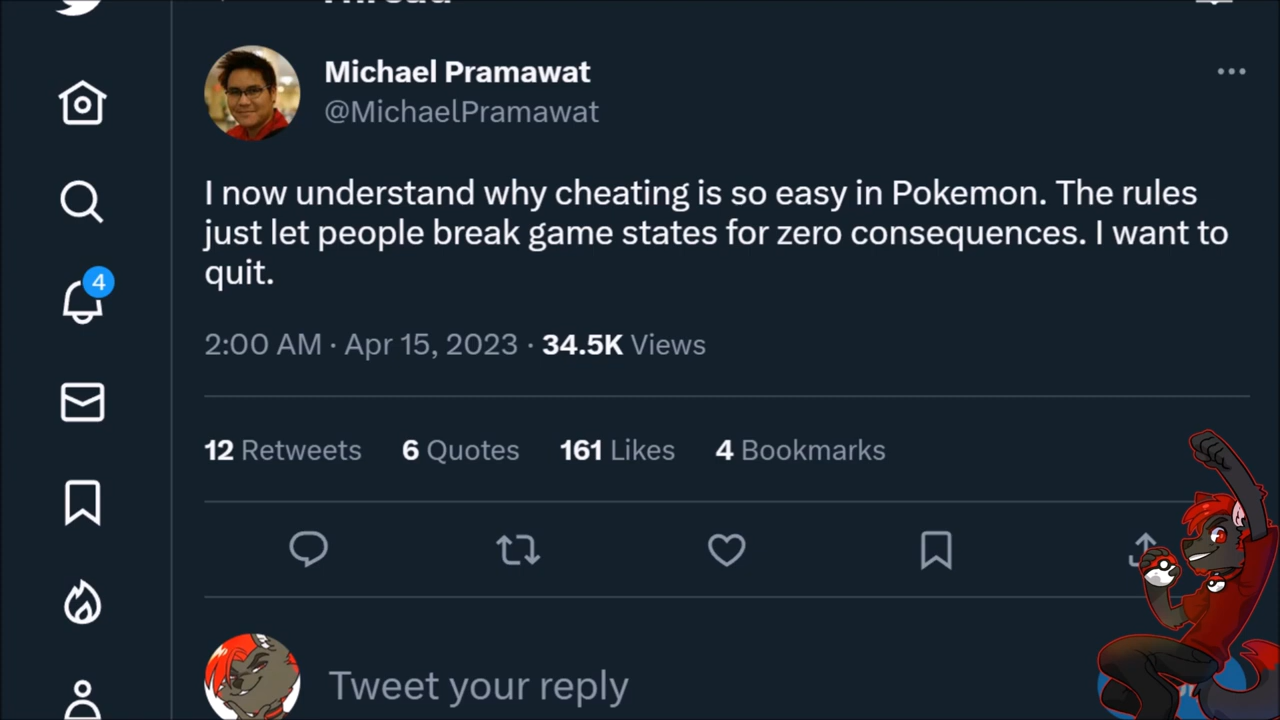 Thread
Michael Pramawat
@MichaelPramawat
I now understand why cheating is so easy in Pokemon. The rules
just let people break game states for zero consequences. I want to
quit.
2:00 AM · Apr 15, 2023 · 34.5K Views
12 Retweets 6 Quotes 161 Likes 4 Bookmarks
4
Tweet your reply